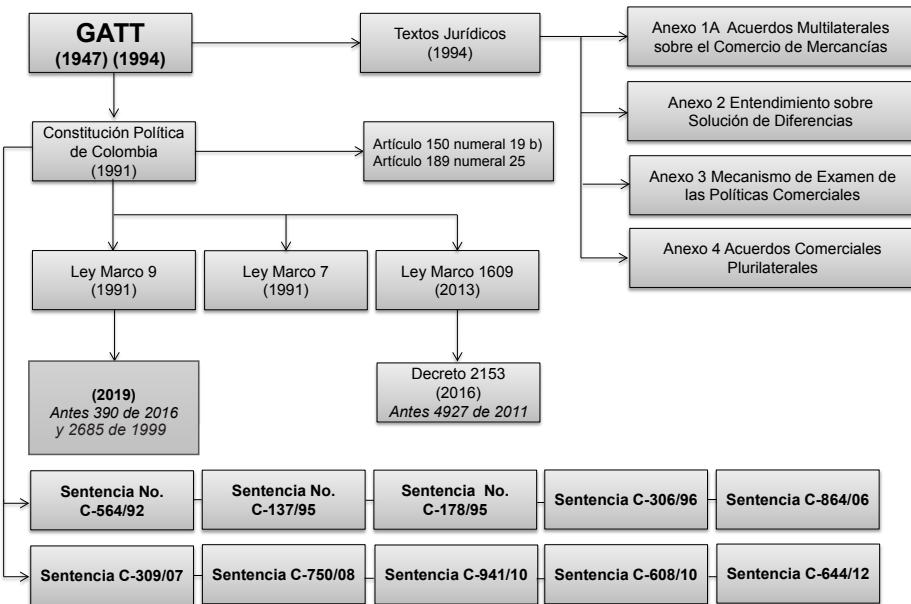 GATT
(1947) (1994)
Textos Jurídicos
(1994)
Anexo 1A  Acuerdos Multilaterales
sobre el Comercio de Mercancías
Anexo 2 Entendimiento sobre
Solución de Diferencias
Anexo 3 Mecanismo de Examen de
las Políticas Comerciales
Anexo 4 Acuerdos Comerciales
Plurilaterales
Constitución Política
de Colombia
(1991)
Artículo 150 numeral 19 b)
Artículo 189 numeral 25
Ley Marco 9
(1991)
Ley Marco 7
(1991)
Ley Marco 1609
(2013)
(2019)
Antes 390 de 2016
y 2685 de 1999
Decreto 2153
(2016)
Antes 4927 de 2011
Sentencia No.
C-564/92
Sentencia No.
C-137/95
Sentencia  No.
C-178/95
Sentencia C-306/96
Sentencia C-864/06
Sentencia C-309/07
Sentencia C-750/08
Sentencia C-941/10
Sentencia C-608/10
Sentencia C-644/12